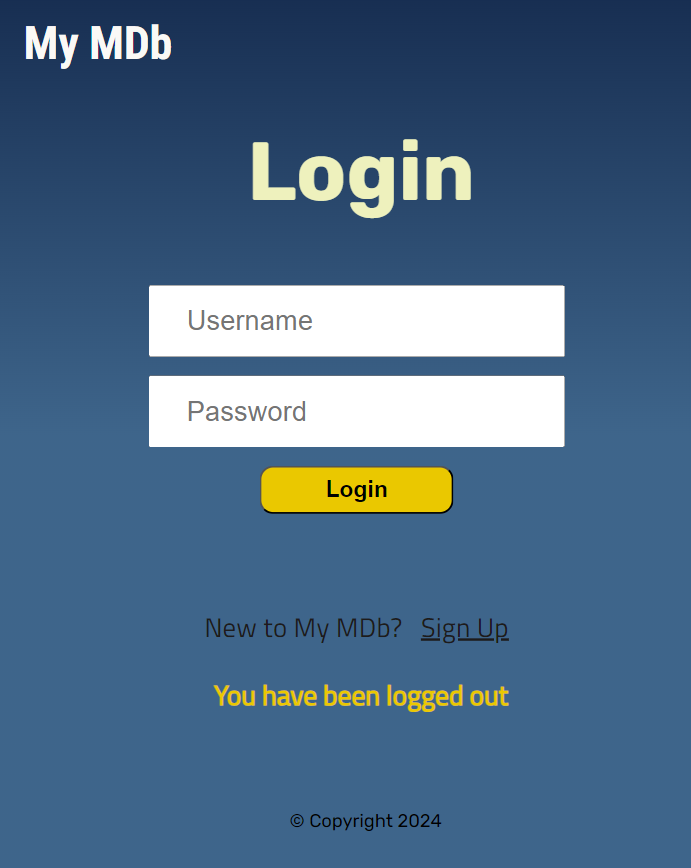 My MDb
Login
Username
Password
Login
New to My MDb? Sign Up
You have been logged out
© Copyright 2024